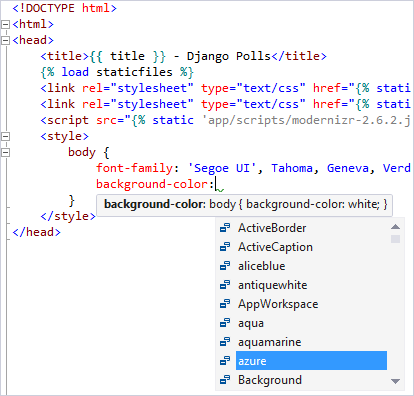 <!DOCTYPE html>
<html>
<head>
<title>{{ title }} - Django Polls</title>
{% load staticfiles %}
<link rel="stylesheet" type="text/css" href="{% stati
<link rel="stylesheet" type="text/css" href="{% stati
<script src="{% static 'app/scripts/modernizr-2.6.2.j
<style>
body {
font-family: 'Segoe UI', Tahoma, Geneva, Verd
background-color:
}
background-color: body { background-color: white; }
</style>
</head>
ActiveBorder
ActiveCaption
aliceblue
antiquewhite
AppWorkspace
aqua
aquamarine
azure
Background